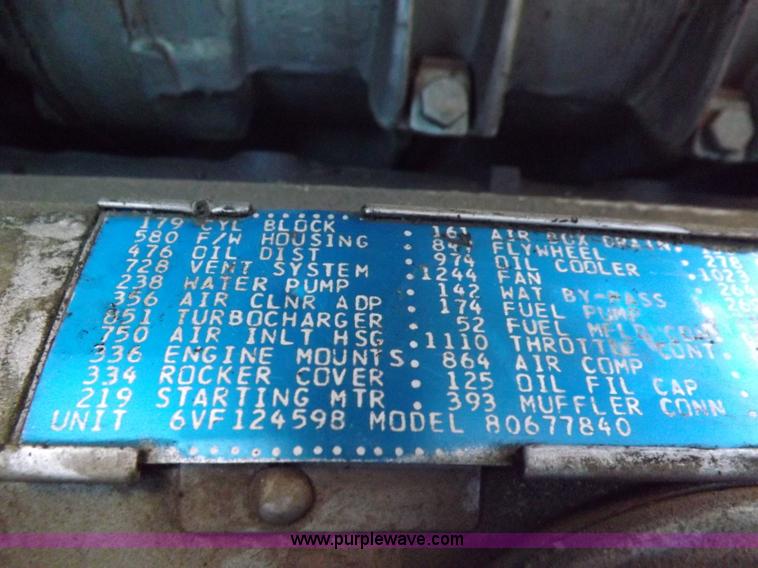 179 CYL BLOCK . 161 AIR BOX DRAIN.
580 F/W HOUSING . FLYWHEEL . 278
476 OIL DIST . 974 OIL COOLER
728 VENT SYSTEM .1244 FAN
238 WATER PUMP . 142 WAT BY-PASS
356 AIR CLNR ADP. 174 FUEL PUMP
851 TURBOCHARGER. 52 FUEL
750 AIR INLT HSG.1110 THROTTLE CONT.
336 ENGINE MOUNTS. 864 AIR COMP
334 ROCKER COVER . 125 OIL FIL CAP
219 STARTING MTR . 393 MUFFLER CONN
UNIT 6VF124598 MODEL 80677840
www.purplewave.com